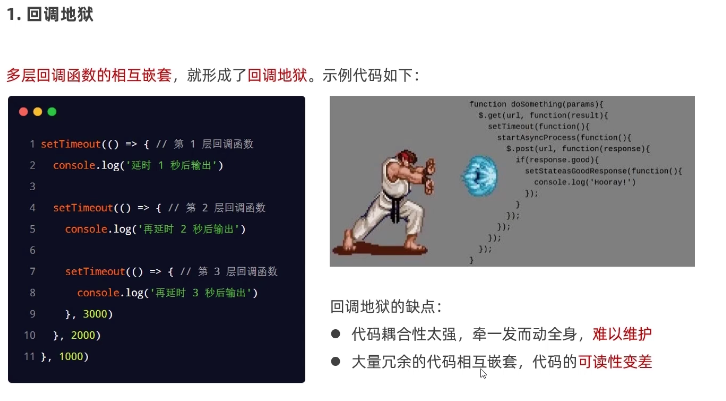 1. 回调地狱
多层回调函数的相互嵌套，就形成了回调地狱。示例代码如下：
1 setTimeout(() => { // 第 1 层回调函数
2 console.log('延时 1 秒后输出')
3
4 setTimeout(() => { // 第 2 层回调函数
5 console.log('再延时 2 秒后输出')
6
7 setTimeout(() => { // 第 3 层回调函数
8 console.log('再延时 3 秒后输出')
9 }, 3000)
10 }, 2000)
11 }, 1000)
function doSomething(params){
$.get(url, function(result){
setTimeout(function(){
startAsyncProcess(function(){
$.post(url, function(response){
if(response.good){
setStateasGoodResponse(function(){
console.log('Hooray!')
});
}
});
});
});
});
}
回调地狱的缺点：
● 代码耦合性太强，牵一发而动全身，难以维护
● 大量冗余的代码相互嵌套，代码的可读性变差